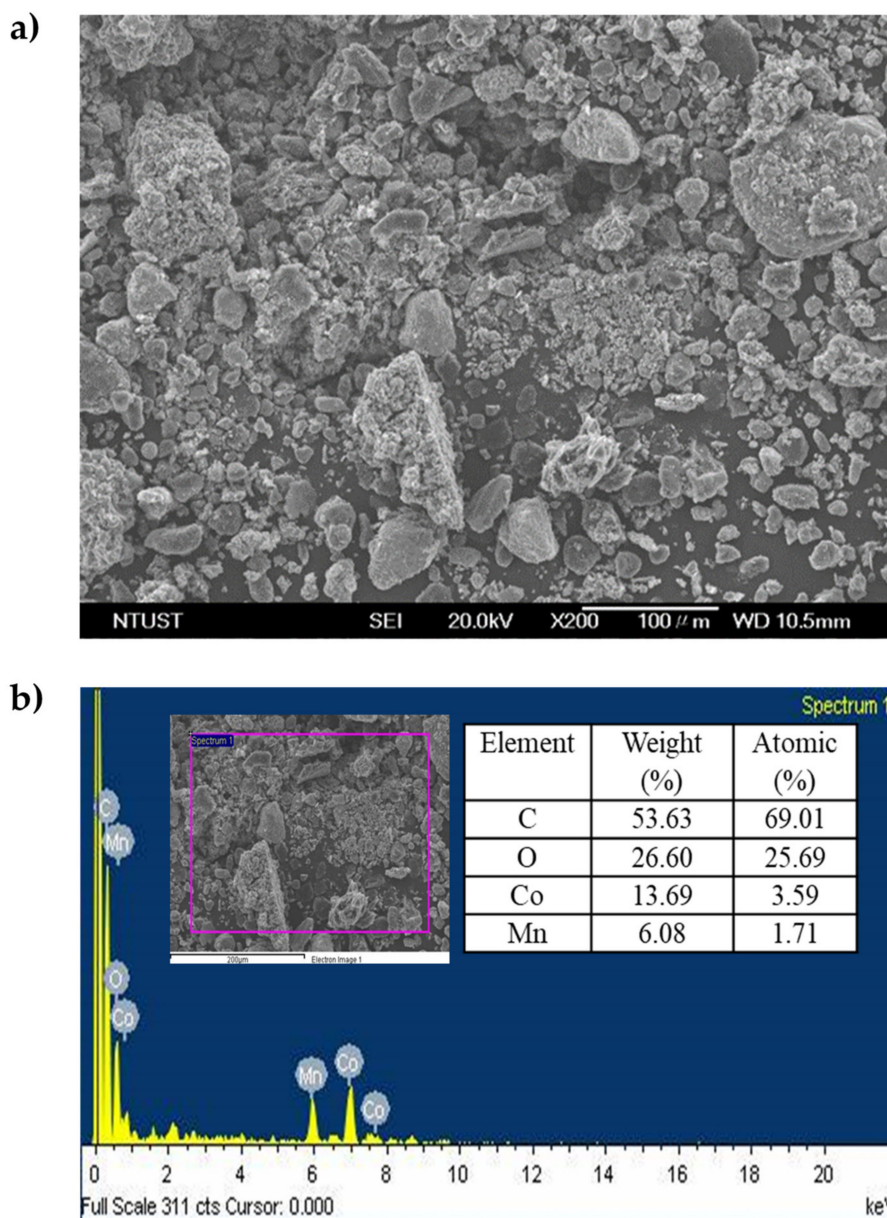 a)
NTUST SEI 20.0kV X200 100μm WD 10.5mm
b)
Spectrum 1
Spectrum 1
Element Weight (%) Atomic (%)
C 53.63 69.01
O 26.60 25.69
Co 13.69 3.59
Mn 6.08 1.71
200μm Electron Image 1
C
Mn
O
Co
Mn
Co
Co
0 2 4 6 8 10 12 14 16 18 20
Full Scale 311 cts Cursor: 0.000 keV